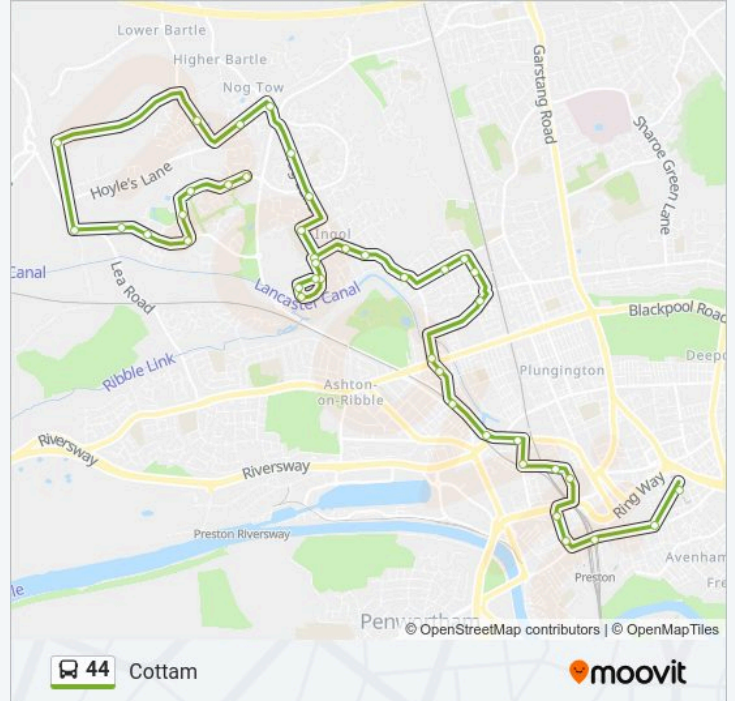 Lower Bartle
Higher Bartle
Nog Tow
Garstang Road
Sharoe Green Lane
Hoyle's Lane
Ingol
Canal
Lea Road
Lancaster Canal
Blackpool Road
Ribble Link
Plungington
Ashton-
on-Ribble
Riversway
Riversway
Ring Way
Preston Riversway
Avenham
Preston
Penwortham
© OpenStreetMap contributors | © OpenMapTiles
44 Cottam
moovit